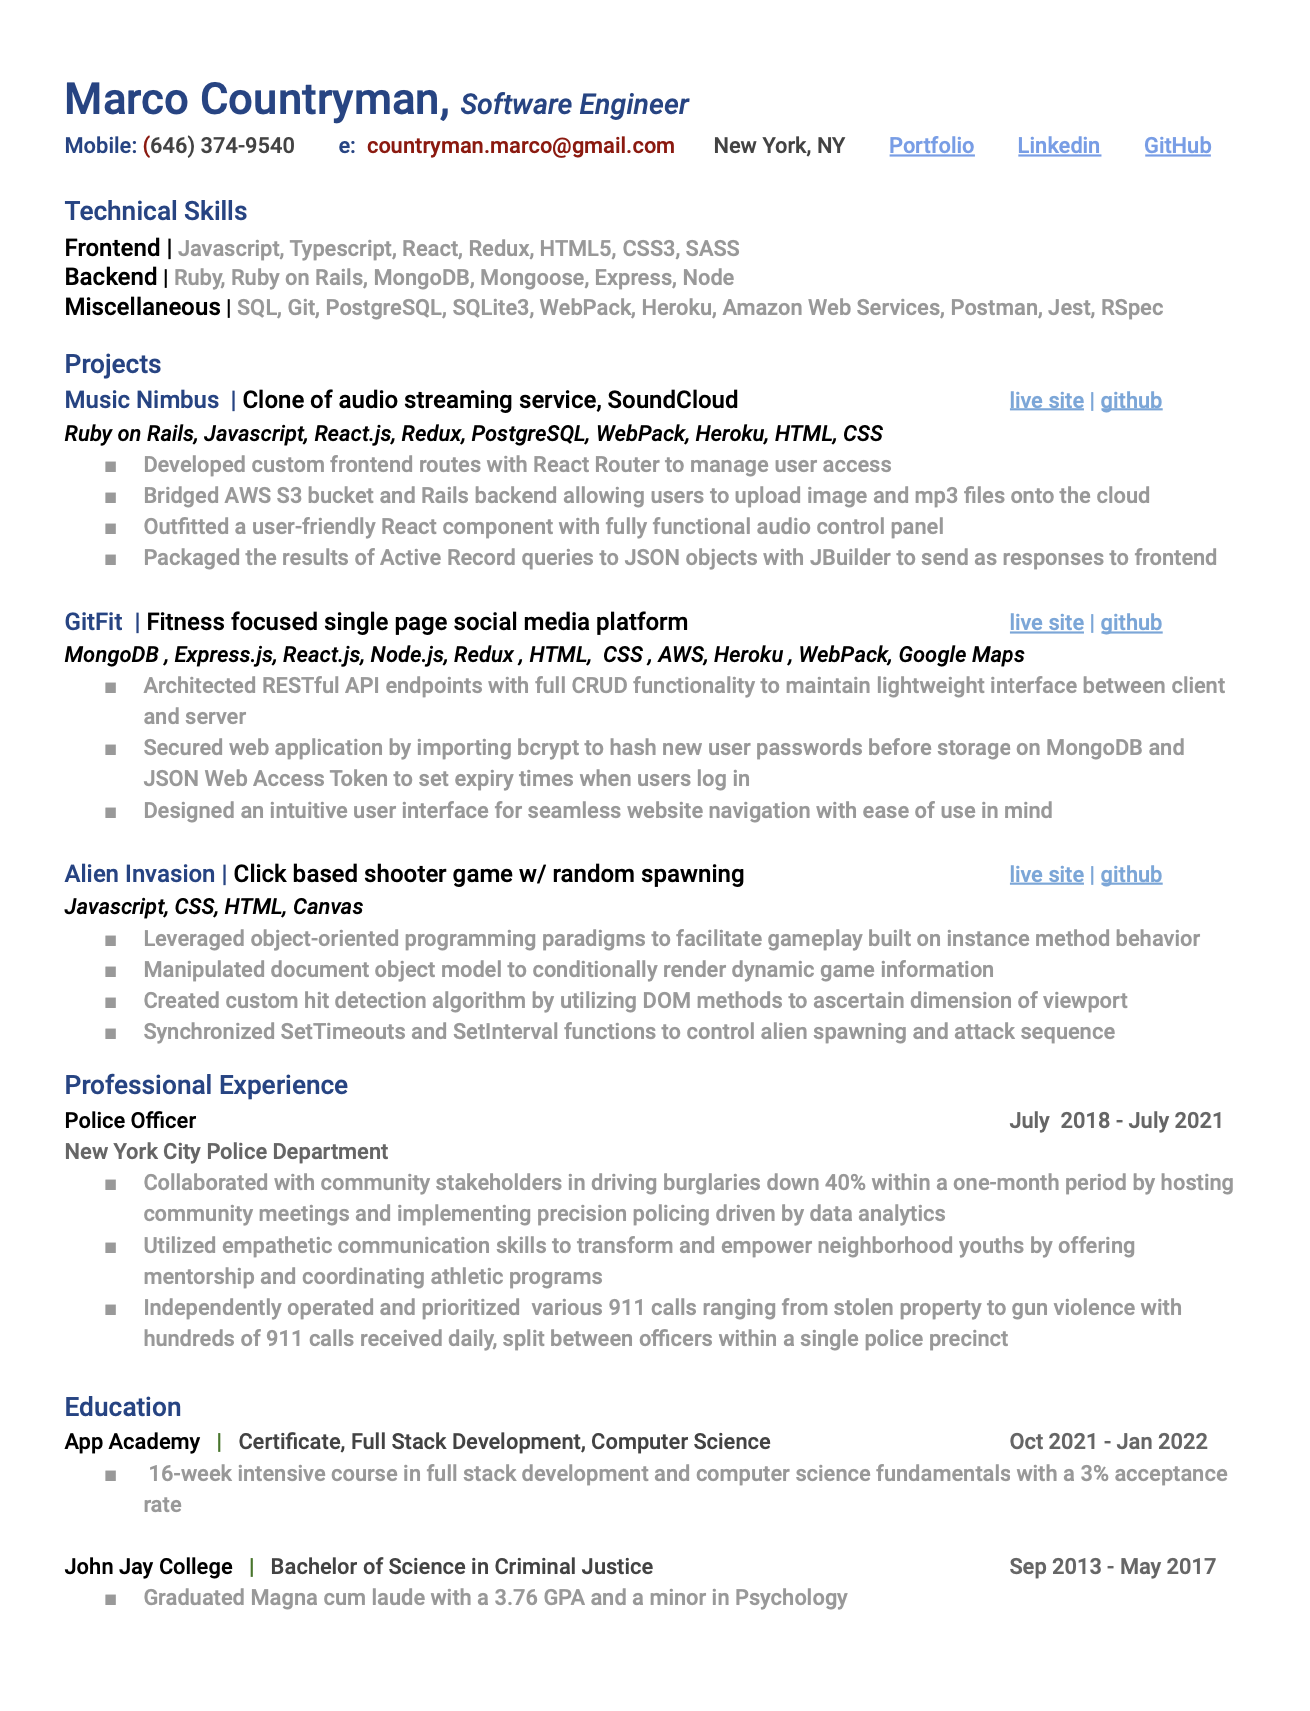 Marco Countryman, Software Engineer
Mobile: (646) 374-9540 e: countryman.marco@gmail.com New York, NY Portfolio Linkedin GitHub
Technical Skills
Frontend | Javascript, Typescript, React, Redux, HTML5, CSS3, SASS
Backend | Ruby, Ruby on Rails, MongoDB, Mongoose, Express, Node
Miscellaneous | SQL, Git, PostgreSQL, SQLite3, WebPack, Heroku, Amazon Web Services, Postman, Jest, RSpec
Projects
Music Nimbus | Clone of audio streaming service, SoundCloud live site | github
Ruby on Rails, Javascript, React.js, Redux, PostgreSQL, WebPack, Heroku, HTML, CSS
■ Developed custom frontend routes with React Router to manage user access
■ Bridged AWS S3 bucket and Rails backend allowing users to upload image and mp3 files onto the cloud
■ Outfitted a user-friendly React component with fully functional audio control panel
■ Packaged the results of Active Record queries to JSON objects with JBuilder to send as responses to frontend
GitFit | Fitness focused single page social media platform live site | github
MongoDB , Express.js, React.js, Node.js, Redux , HTML, CSS , AWS, Heroku , WebPack, Google Maps
■ Architected RESTful API endpoints with full CRUD functionality to maintain lightweight interface between client
and server
■ Secured web application by importing bcrypt to hash new user passwords before storage on MongoDB and
JSON Web Access Token to set expiry times when users log in
■ Designed an intuitive user interface for seamless website navigation with ease of use in mind
Alien Invasion | Click based shooter game w/ random spawning live site | github
Javascript, CSS, HTML, Canvas
■ Leveraged object-oriented programming paradigms to facilitate gameplay built on instance method behavior
■ Manipulated document object model to conditionally render dynamic game information
■ Created custom hit detection algorithm by utilizing DOM methods to ascertain dimension of viewport
■ Synchronized SetTimeouts and SetInterval functions to control alien spawning and attack sequence
Professional Experience
Police Officer July 2018 - July 2021
New York City Police Department
■ Collaborated with community stakeholders in driving burglaries down 40% within a one-month period by hosting
community meetings and implementing precision policing driven by data analytics
■ Utilized empathetic communication skills to transform and empower neighborhood youths by offering
mentorship and coordinating athletic programs
■ Independently operated and prioritized various 911 calls ranging from stolen property to gun violence with
hundreds of 911 calls received daily, split between officers within a single police precinct
Education
App Academy | Certificate, Full Stack Development, Computer Science Oct 2021 - Jan 2022
■ 16-week intensive course in full stack development and computer science fundamentals with a 3% acceptance
rate
John Jay College | Bachelor of Science in Criminal Justice Sep 2013 - May 2017
■ Graduated Magna cum laude with a 3.76 GPA and a minor in Psychology